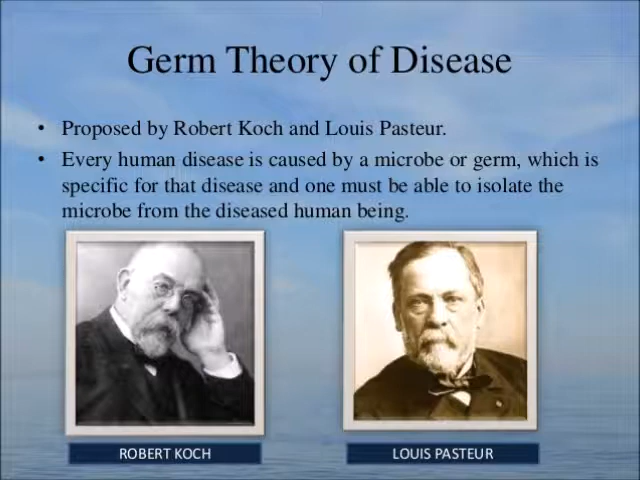 Germ Theory of Disease
• Proposed by Robert Koch and Louis Pasteur.
• Every human disease is caused by a microbe or germ, which is
specific for that disease and one must be able to isolate the
microbe from the diseased human being.
ROBERT KOCH
LOUIS PASTEUR